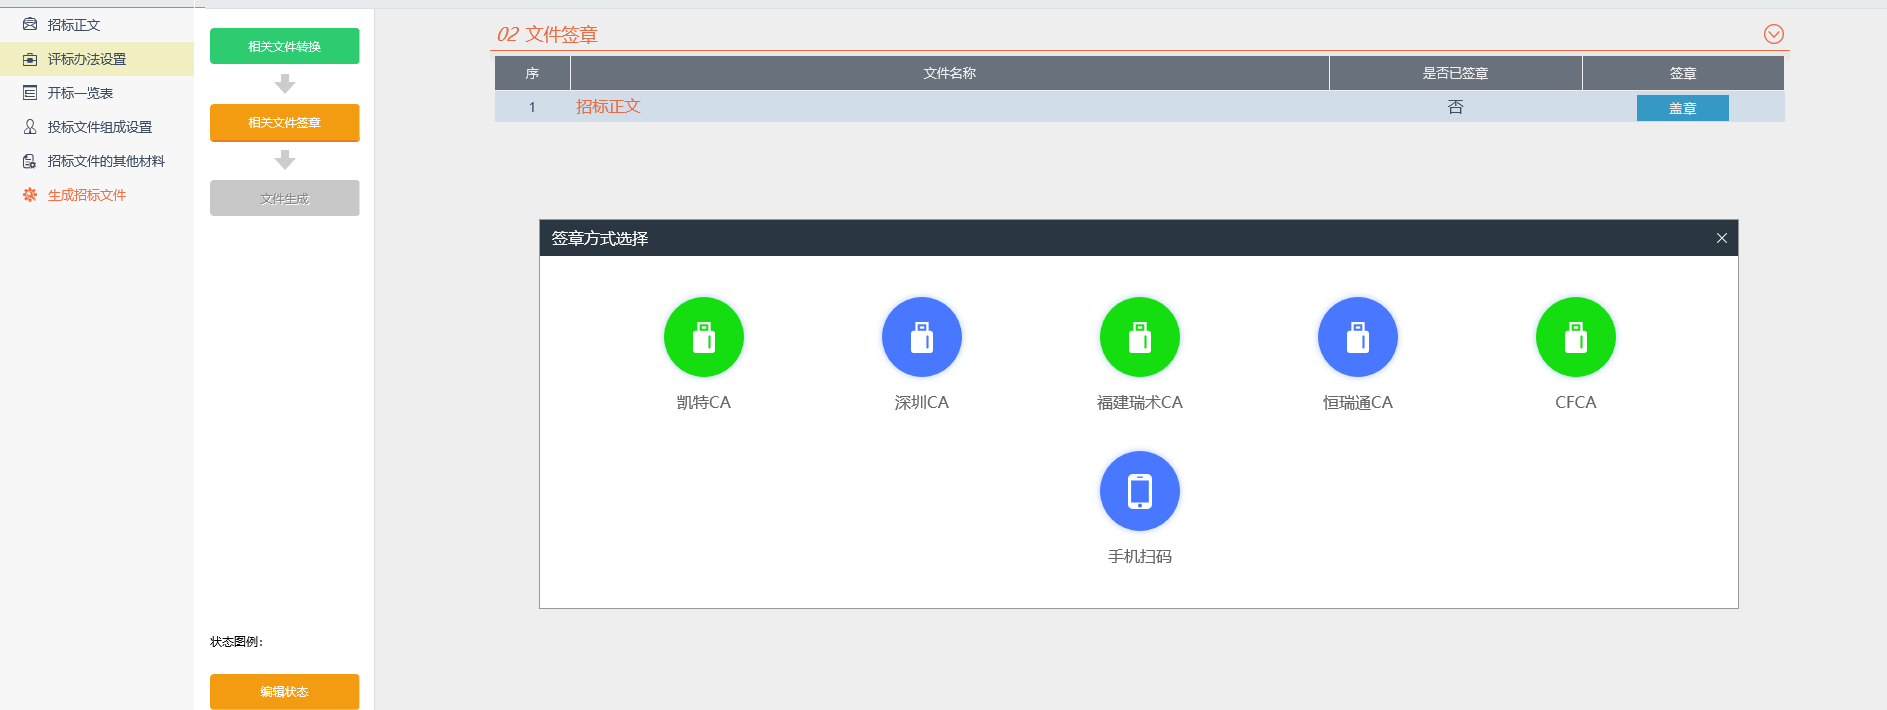 招标正文
评标办法设置
开标一览表
投标文件组成设置
招标文件的其他材料
生成招标文件
相关文件转换
相关文件签章
文件生成
状态图例：
编辑状态
02 文件签章
序 文件名称 是否已签章 签章
1 招标正文 否 盖章
签章方式选择
凯特CA 深圳CA 福建瑞术CA 恒瑞通CA CFCA
手机扫码